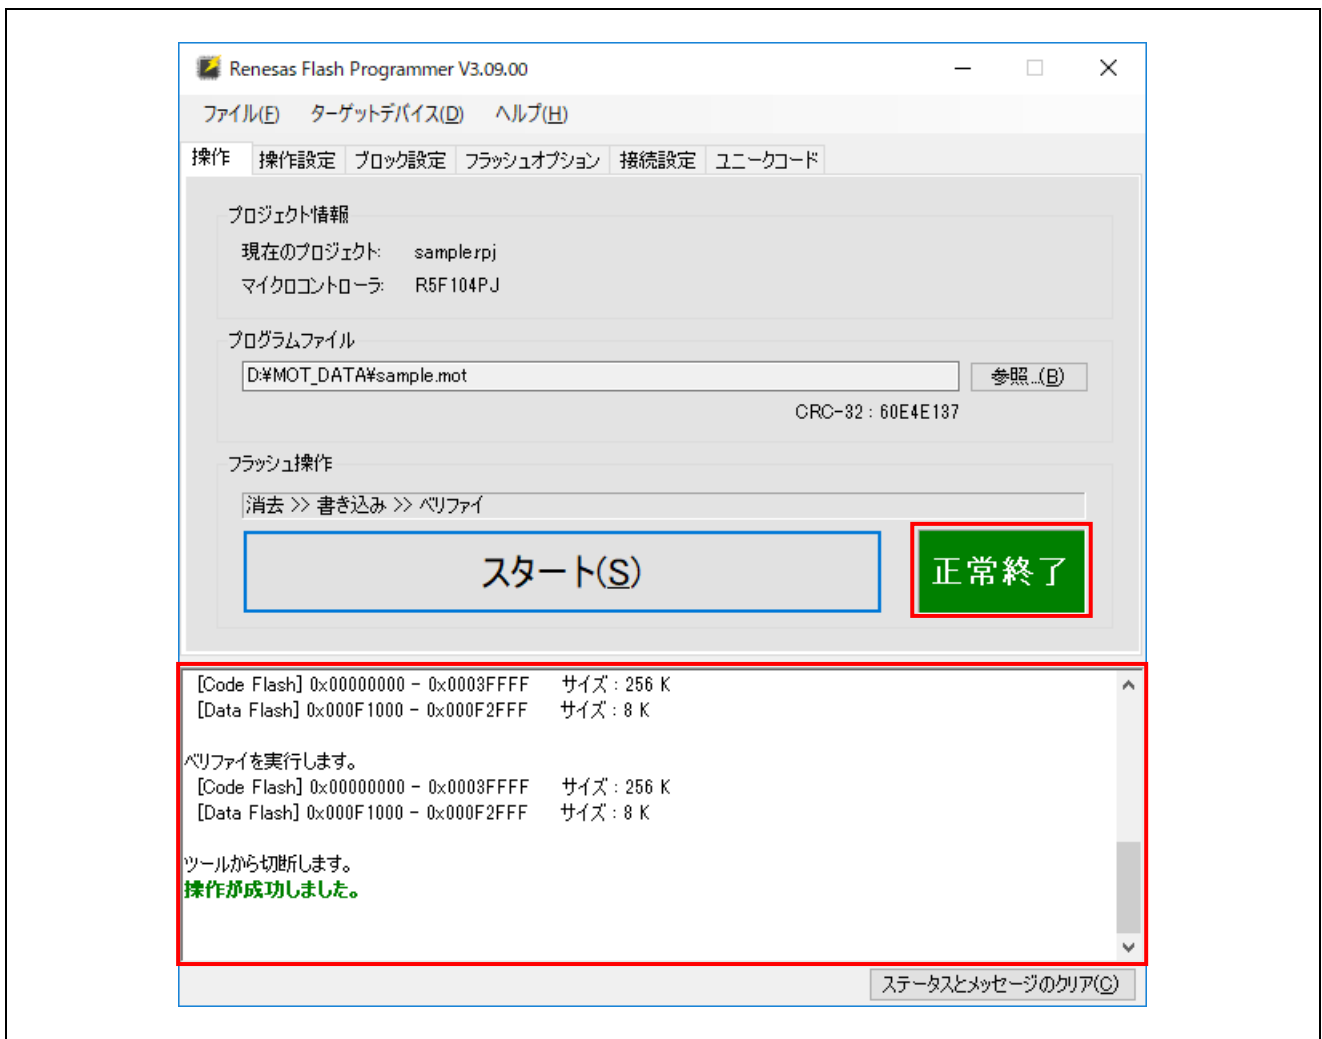 Renesas Flash Programmer V3.09.00
ファイル(F) ターゲットデバイス(D) ヘルプ(H)
操作 操作設定 ブロック設定 フラッシュオプション 接続設定 ユニークコード
プロジェクト情報
現在のプロジェクト: sample.rpj
マイクロコントローラ: R5F104PJ
プログラムファイル
D:¥MOT_DATA¥sample.mot 参照...(B)
CRC-32 : 60E4E137
フラッシュ操作
消去 >> 書き込み >> ベリファイ
スタート(S) 正常終了
[Code Flash] 0x00000000 - 0x0003FFFF サイズ : 256 K
[Data Flash] 0x000F1000 - 0x000F2FFF サイズ : 8 K
ベリファイを実行します。
[Code Flash] 0x00000000 - 0x0003FFFF サイズ : 256 K
[Data Flash] 0x000F1000 - 0x000F2FFF サイズ : 8 K
ツールから切断します。
操作が成功しました。
ステータスとメッセージのクリア(C)